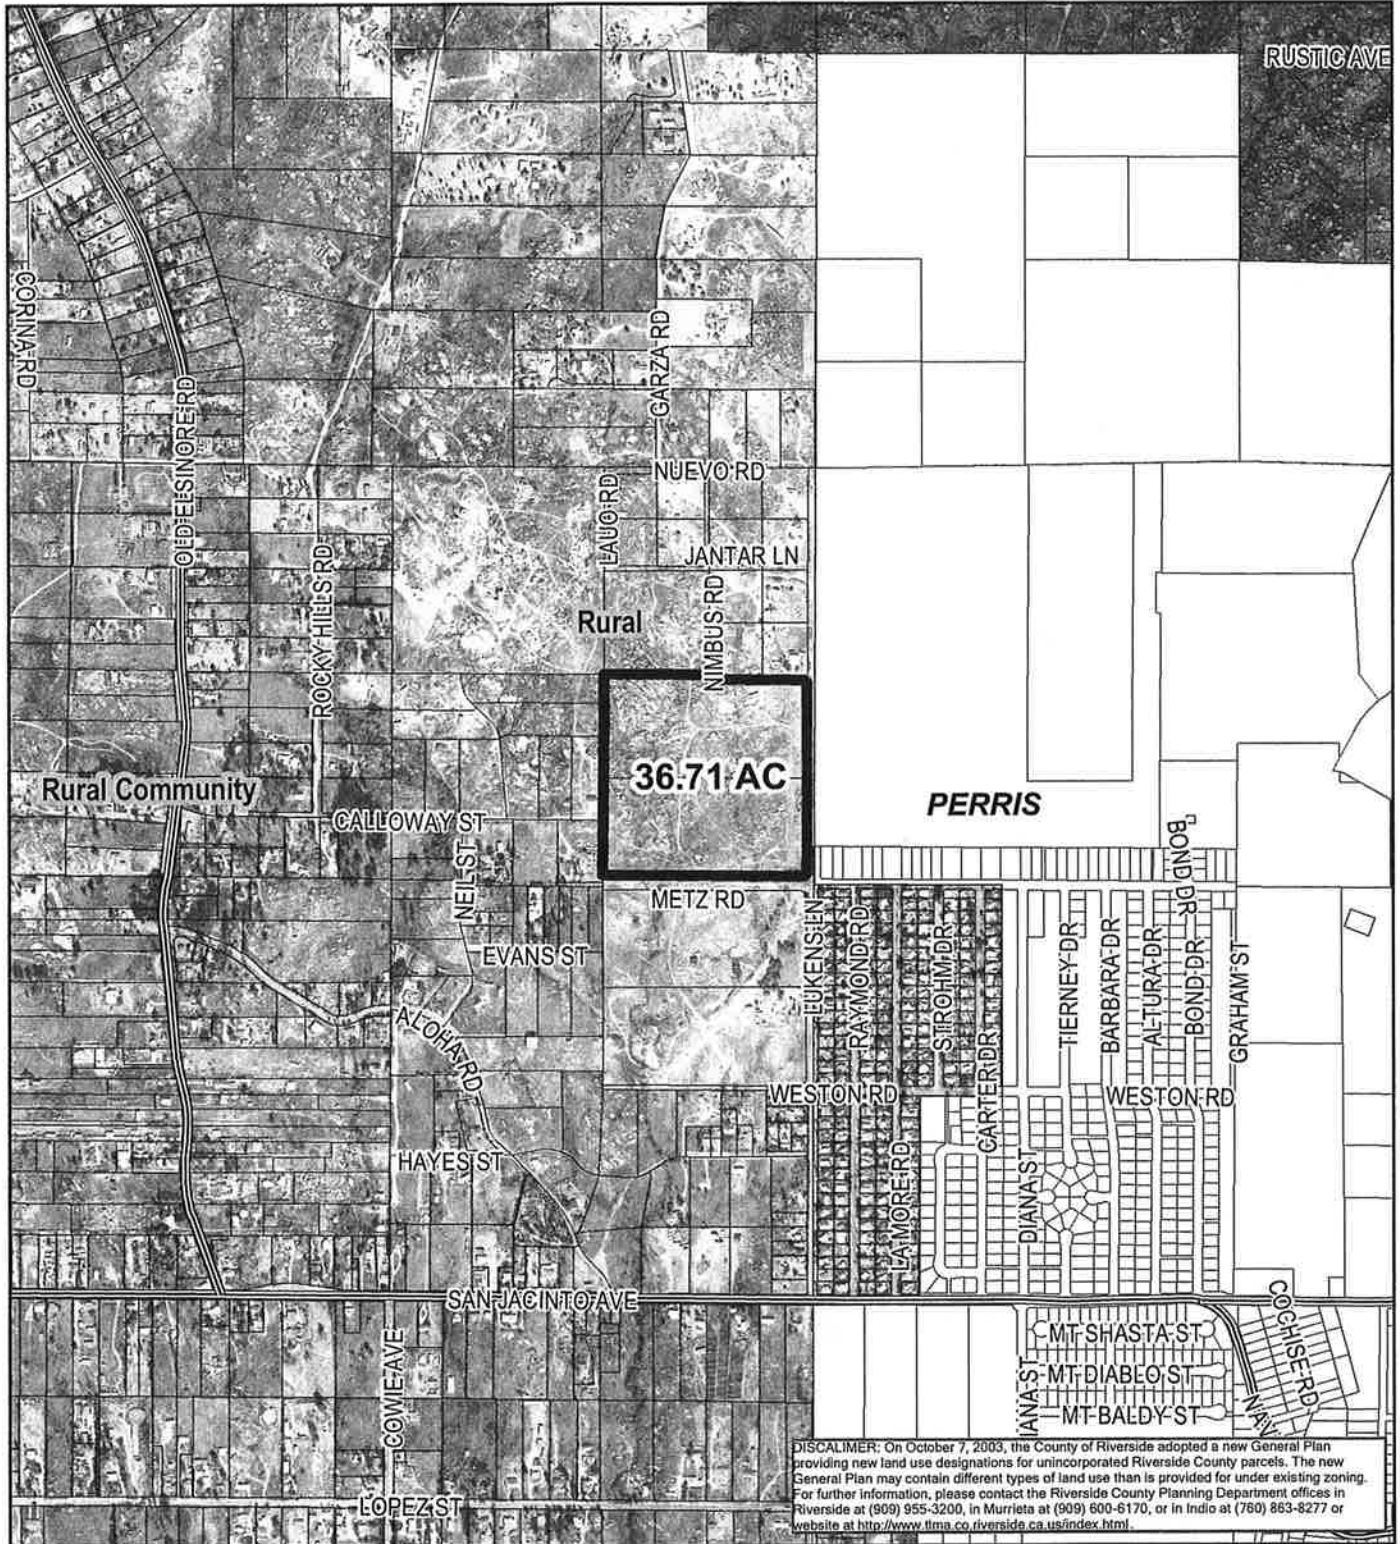 RUSTIC AVE
CORINA RD
OLD ELSINORE RD
GARZA RD
NUEVO RD
LAUO RD
JANTAR LN
ROCKY HILLS RD
NIMBUS RD
Rural
36.71 AC
Rural Community
PERRIS
CALLOWAY ST
BOND DR
NEIL ST
METZ RD
EVANS ST
LUKENS LN
RAYMOND RD
STROHM DR
TIERNEY DR
BARBARA DR
ALTURA DR
BOND DR
GRAHAM ST
ALOHA RD
WESTON RD
CARTER DR
WESTON RD
HAYES ST
LA MORE RD
DIANA ST
SAN JACINTO AVE
COCHSE RD
MT SHASTA ST
COWIE AVE
IANA ST
MT DIABLO ST
MT BALDY ST
NAV
LOPEZ ST
DISCALIMER: On October 7, 2003, the County of Riverside adopted a new General Plan
providing new land use designations for unincorporated Riverside County parcels. The new
General Plan may contain different types of land use than is provided for under existing zoning.
For further information, please contact the Riverside County Planning Department offices in
Riverside at (909) 955-3200, in Murrieta at (909) 600-6170, or in Indio at (760) 863-8277 or
website at http://www.tlma.co.riverside.ca.us/index.html.